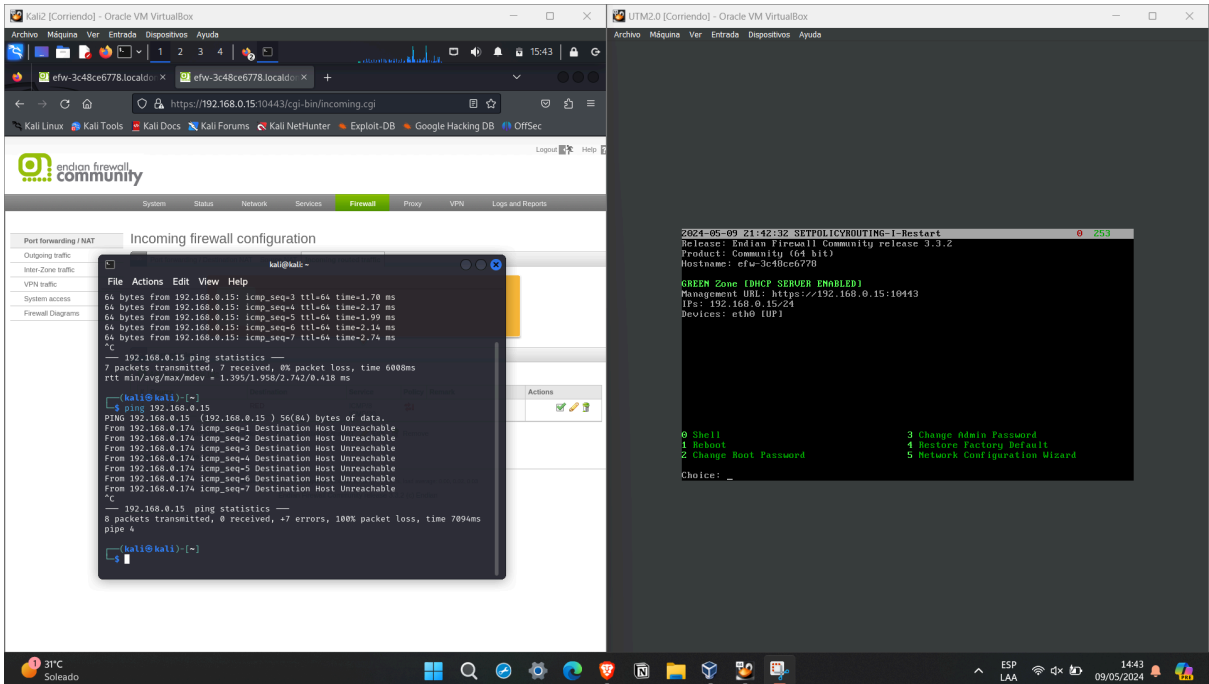 Kali2 [Corriendo] - Oracle VM VirtualBox
Archivo Máquina Ver Entrada Dispositivos Ayuda
1 2 3 4 15:43
efw-3c48ce6778.localdo efw-3c48ce6778.localdo
https://192.168.0.15:10443/cgi-bin/incoming.cgi
Kali Linux Kali Tools Kali Docs Kali Forums Kali NetHunter Exploit-DB Google Hacking DB OffSec
Logout Help
endian firewall
community
System Status Network Services Firewall Proxy VPN Logs and Reports
Port forwarding / NAT
Outgoing traffic
Inter-Zone traffic
VPN traffic
System access
Firewall Diagrams
Incoming firewall configuration
Actions
kali@kali: ~
File Actions Edit View Help
64 bytes from 192.168.0.15: icmp_seq=3 ttl=64 time=1.70 ms
64 bytes from 192.168.0.15: icmp_seq=4 ttl=64 time=2.17 ms
64 bytes from 192.168.0.15: icmp_seq=5 ttl=64 time=1.99 ms
64 bytes from 192.168.0.15: icmp_seq=6 ttl=64 time=2.14 ms
64 bytes from 192.168.0.15: icmp_seq=7 ttl=64 time=2.74 ms
^C
— 192.168.0.15 ping statistics —
7 packets transmitted, 7 received, 0% packet loss, time 6008ms
rtt min/avg/max/mdev = 1.395/1.958/2.742/0.418 ms
(kali㉿kali)-[~]
$ ping 192.168.0.15
PING 192.168.0.15 (192.168.0.15 ) 56(84) bytes of data.
From 192.168.0.174 icmp_seq=1 Destination Host Unreachable
From 192.168.0.174 icmp_seq=2 Destination Host Unreachable
From 192.168.0.174 icmp_seq=3 Destination Host Unreachable
From 192.168.0.174 icmp_seq=4 Destination Host Unreachable
From 192.168.0.174 icmp_seq=5 Destination Host Unreachable
From 192.168.0.174 icmp_seq=6 Destination Host Unreachable
From 192.168.0.174 icmp_seq=7 Destination Host Unreachable
^C
— 192.168.0.15 ping statistics —
8 packets transmitted, 0 received, +7 errors, 100% packet loss, time 7094ms
pipe 4
(kali㉿kali)-[~]
$
UTM2.0 [Corriendo] - Oracle VM VirtualBox
Archivo Máquina Ver Entrada Dispositivos Ayuda
2024-05-09 21:42:32 SETPOLICYROUTING-I-Restart 0 253
Release: Endian Firewall Community release 3.3.2
Product: Community (64 bit)
Hostname: efw-3c48ce6778
GREEN Zone [DHCP SERVER ENABLED]
Management URL: https://192.168.0.15:10443
IPs: 192.168.0.15/24
Devices: eth0 [UP]
0 Shell 3 Change Admin Password
1 Reboot 4 Restore Factory Default
2 Change Root Password 5 Network Configuration Wizard
Choice: _
1
31°C
Soleado
ESP
LAA
14:43
09/05/2024
PRE